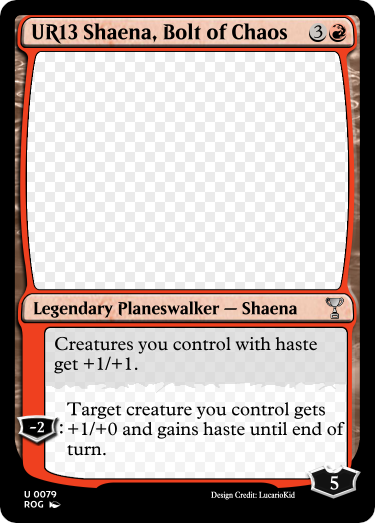 UR13 Shaena, Bolt of Chaos 3
Legendary Planeswalker — Shaena
Creatures you control with haste
get +1/+1.
-2: Target creature you control gets
+1/+0 and gains haste until end of
turn.
5
U 0079
ROG
Design Credit: LucarioKid